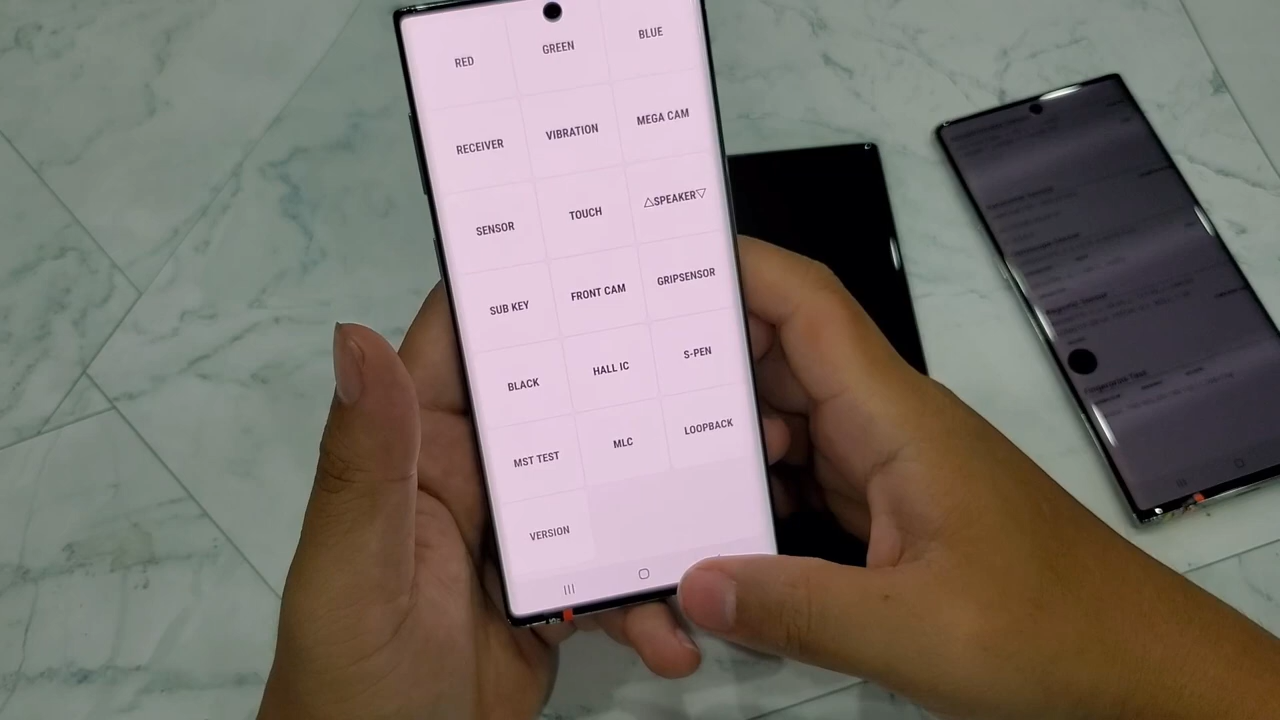 RED
GREEN
BLUE
RECEIVER
VIBRATION
MEGA CAM
SENSOR
TOUCH
△SPEAKER▽
SUB KEY
FRONT CAM
GRIPSENSOR
BLACK
HALL IC
S-PEN
MST TEST
MLC
LOOPBACK
VERSION